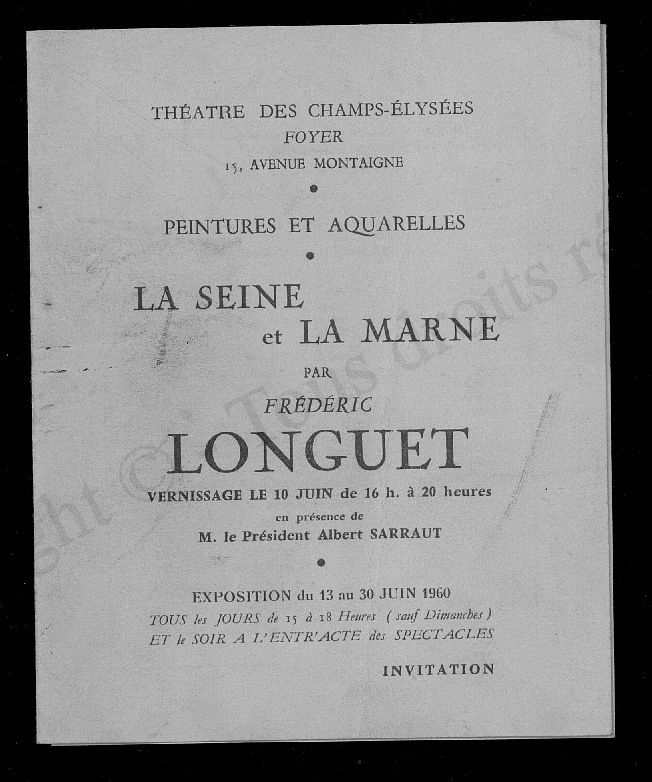 THÉATRE DES CHAMPS-ÉLYSÉES
FOYER
15, AVENUE MONTAIGNE
PEINTURES ET AQUARELLES
LA SEINE
et LA MARNE
PAR
FRÉDÉRIC
LONGUET
VERNISSAGE LE 10 JUIN de 16 h. à 20 heures
en présence de
M. le Président Albert SARRAUT
EXPOSITION du 13 au 30 JUIN 1960
TOUS les JOURS de 15 à 18 Heures ( sauf Dimanches )
ET le SOIR A L'ENTR'ACTE des SPECTACLES
INVITATION
© Tous droits